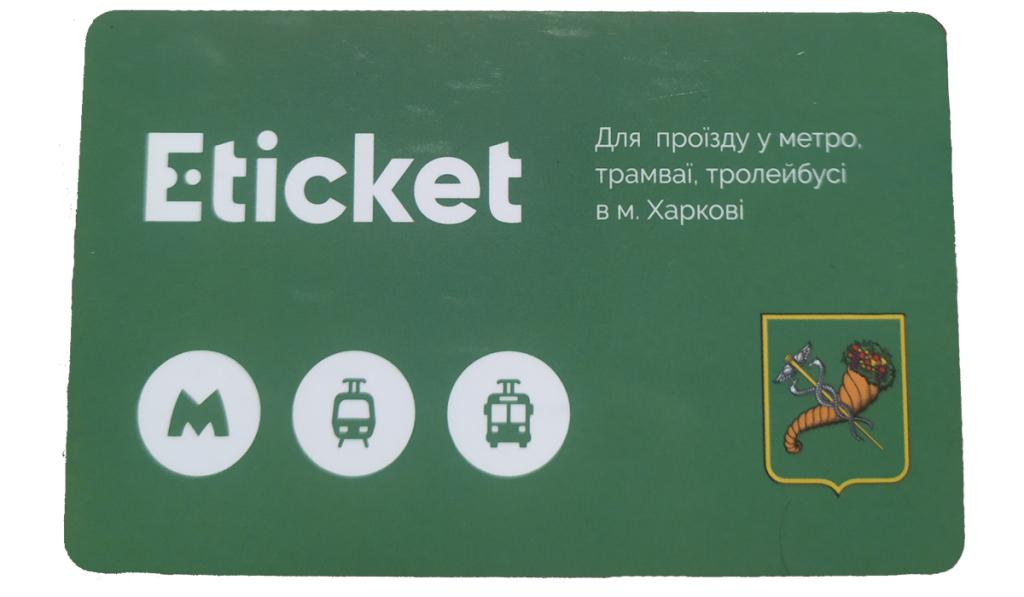 Eticket
Для проїзду у метро,
трамваї, тролейбусі
в м. Харкові
М